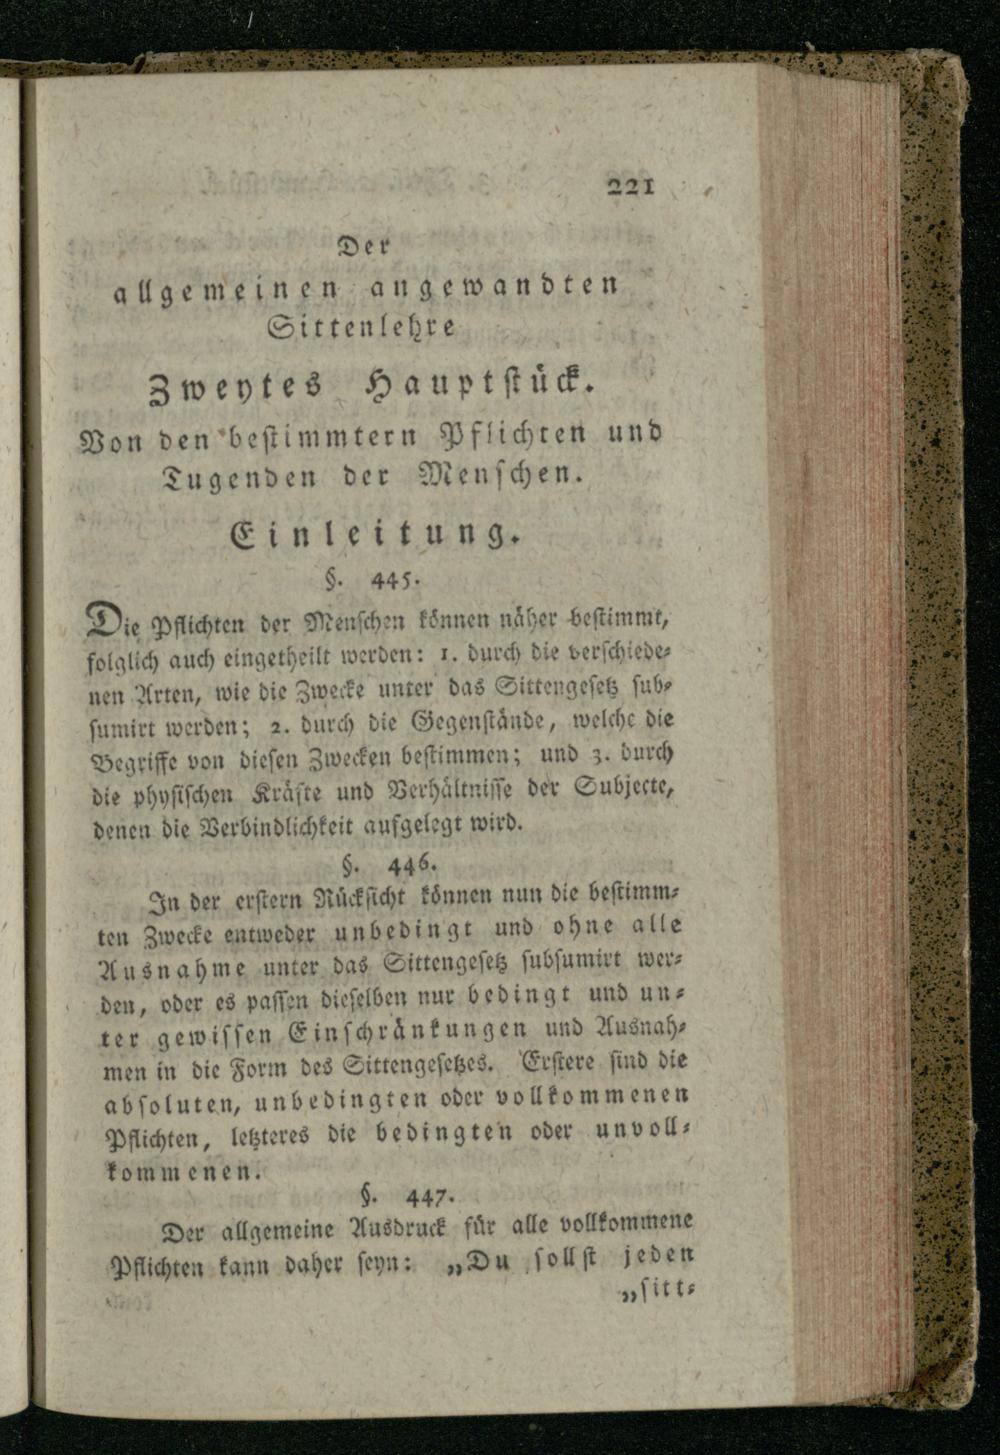 221
Der
allgemeinen angewandten
Sittenlehre
Zweytes Hauptstück.
Von den bestimmtern Pflichten und
Tugenden der Menschen.
Einleitung.
§. 445.
Die Pflichten der Menschen können näher bestimmt,
folglich auch eingetheilt werden: 1. durch die verschiede-
nen Arten, wie die Zwecke unter das Sittengesetz sub-
sumirt werden; 2. durch die Gegenstände, welche die
Begriffe von diesen Zwecken bestimmen; und 3. durch
die physischen Kräfte und Verhältnisse der Subjecte,
denen die Verbindlichkeit aufgelegt wird.
§. 446.
In der erstern Rücksicht können nun die bestimm-
ten Zwecke entweder unbedingt und ohne alle
Ausnahme unter das Sittengesetz subsumirt wer-
den, oder es passen dieselben nur bedingt und un-
ter gewissen Einschränkungen und Ausnah-
men in die Form des Sittengesetzes. Erstere sind die
absoluten, unbedingten oder vollkommenen
Pflichten, letzteres die bedingten oder unvoll-
kommenen.
§. 447.
Der allgemeine Ausdruck für alle vollkommene
Pflichten kann daher seyn: „Du sollst jeden
„sitt-